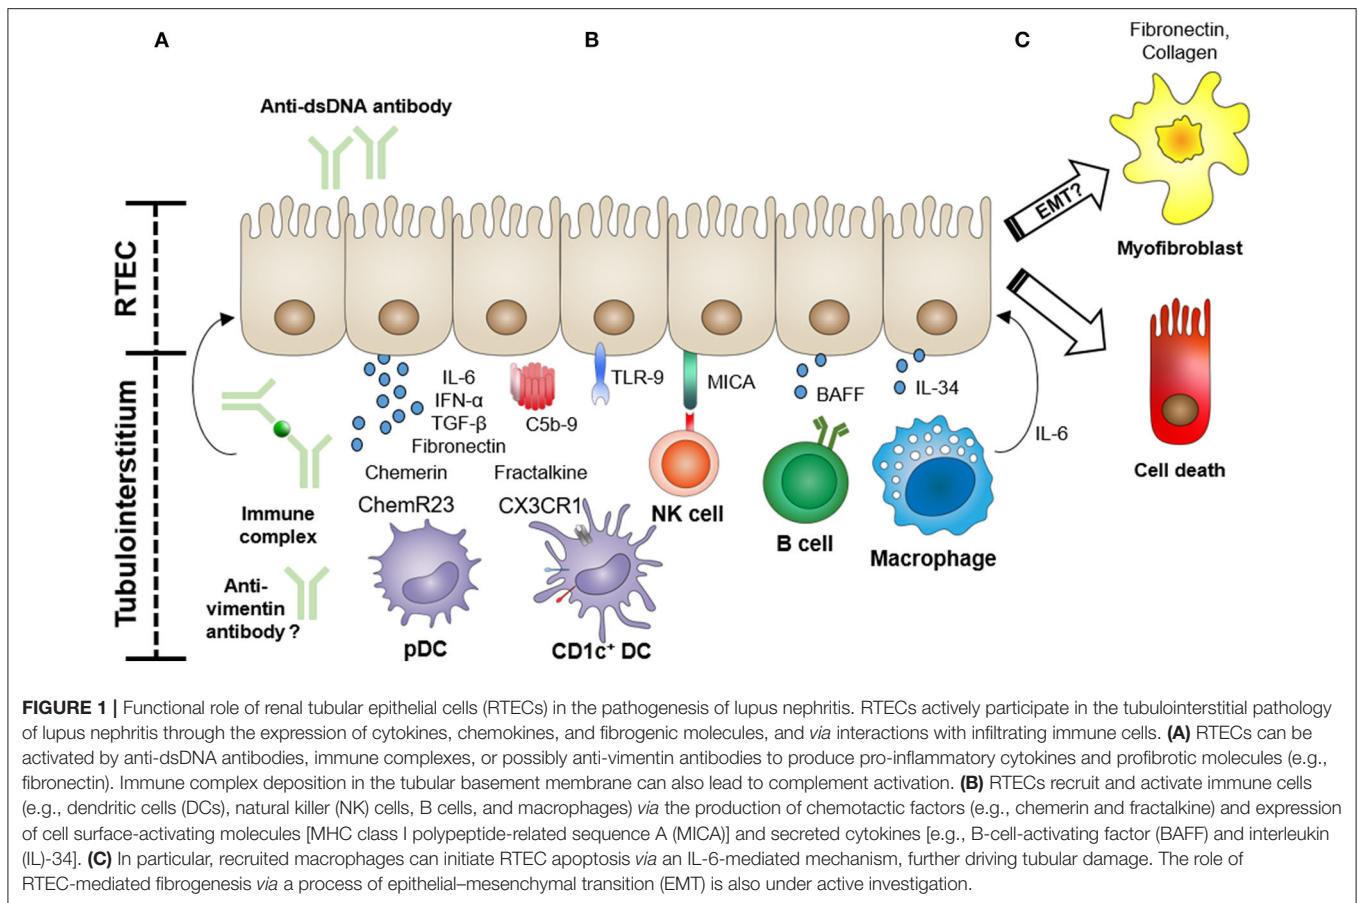 A
B
C
Fibronectin,
Collagen
Anti-dsDNA antibody
EMT?
Myofibroblast
RTEC
Tubulointerstitium
IL-6
IFN-α
TGF-β
Fibronectin
C5b-9
TLR-9
MICA
BAFF
IL-34
IL-6
Cell death
Chemerin
ChemR23
Fractalkine
CX3CR1
NK cell
B cell
Macrophage
Immune
complex
Anti-
vimentin
antibody ?
pDC
CD1c⁺ DC
FIGURE 1 | Functional role of renal tubular epithelial cells (RTECs) in the pathogenesis of lupus nephritis. RTECs actively participate in the tubulointerstitial pathology
of lupus nephritis through the expression of cytokines, chemokines, and fibrogenic molecules, and via interactions with infiltrating immune cells. (A) RTECs can be
activated by anti-dsDNA antibodies, immune complexes, or possibly anti-vimentin antibodies to produce pro-inflammatory cytokines and profibrotic molecules (e.g.,
fibronectin). Immune complex deposition in the tubular basement membrane can also lead to complement activation. (B) RTECs recruit and activate immune cells
(e.g., dendritic cells (DCs), natural killer (NK) cells, B cells, and macrophages) via the production of chemotactic factors (e.g., chemerin and fractalkine) and expression
of cell surface-activating molecules [MHC class I polypeptide-related sequence A (MICA)] and secreted cytokines [e.g., B-cell-activating factor (BAFF) and interleukin
(IL)-34]. (C) In particular, recruited macrophages can initiate RTEC apoptosis via an IL-6-mediated mechanism, further driving tubular damage. The role of
RTEC-mediated fibrogenesis via a process of epithelial–mesenchymal transition (EMT) is also under active investigation.